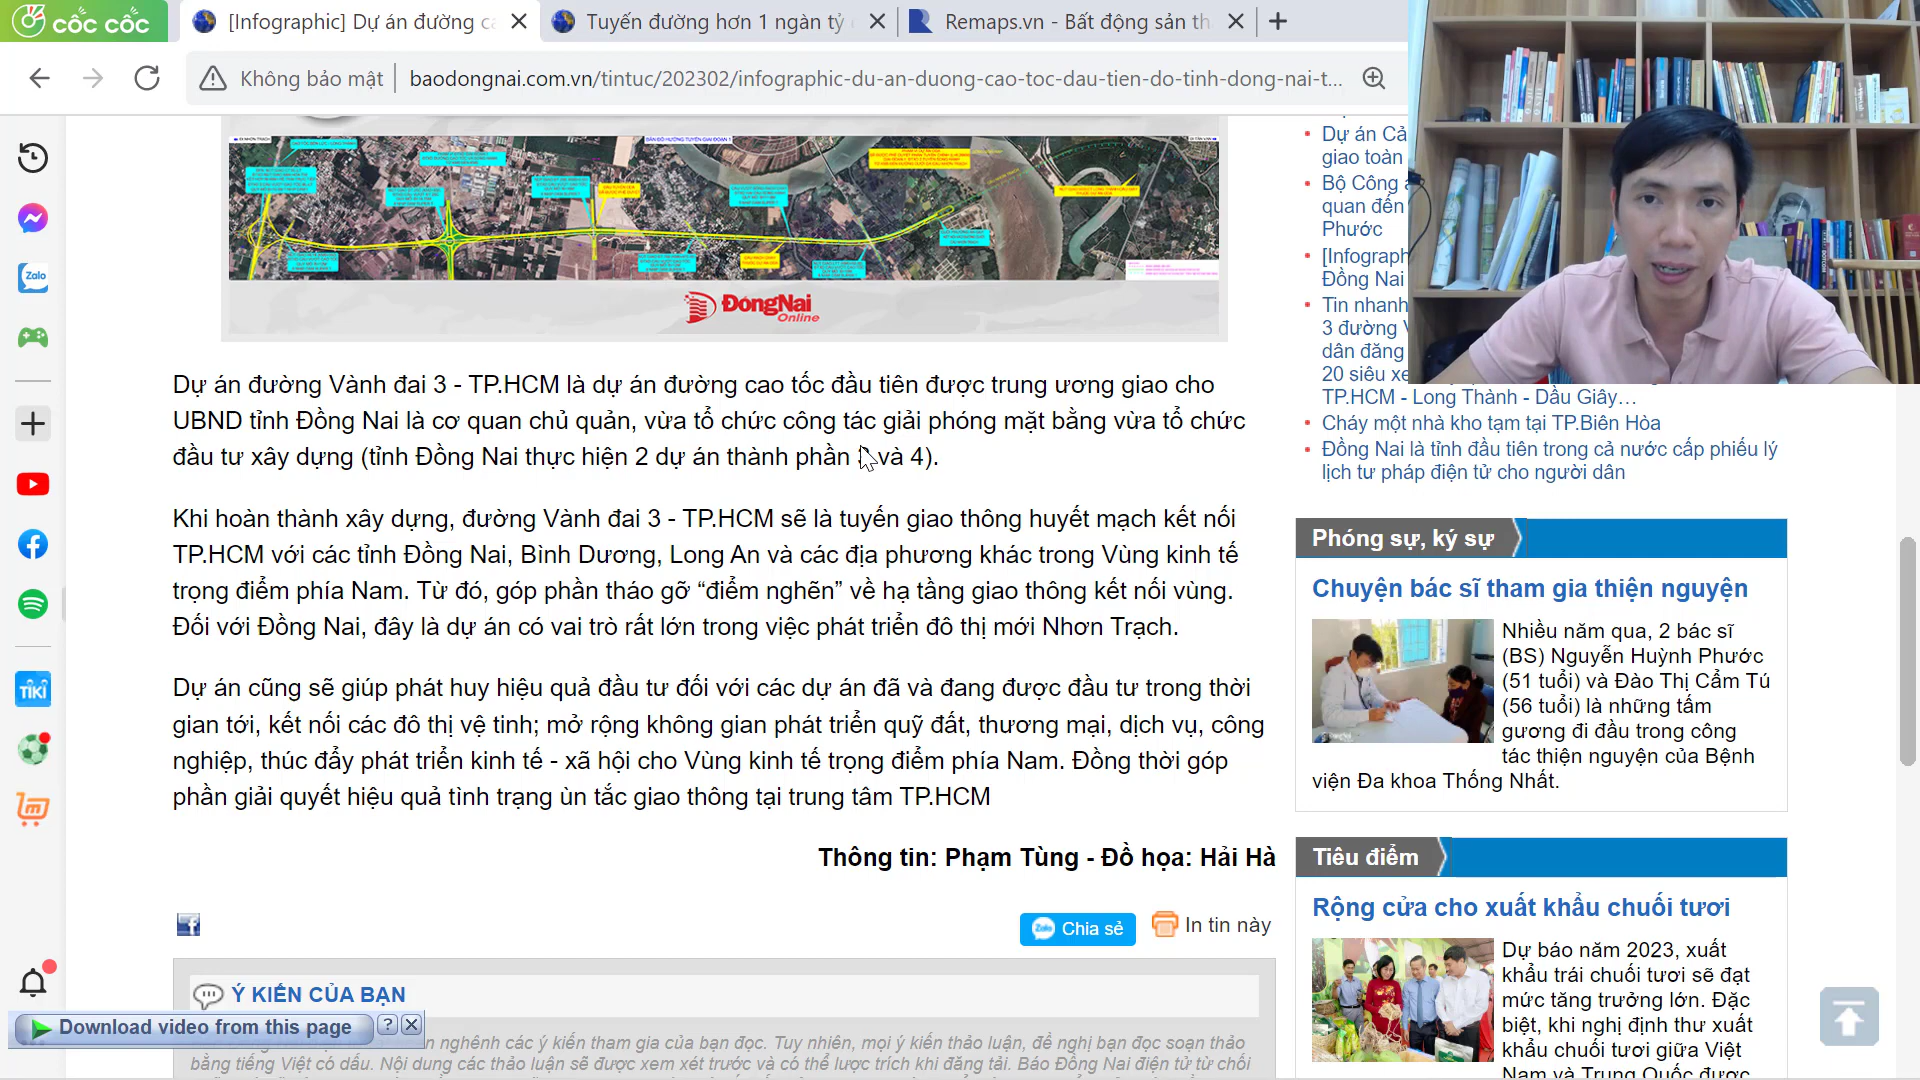 cốc cốc
[Infographic] Dự án đường ca
Tuyến đường hơn 1 ngàn tỷ
Remaps.vn - Bất động sản th
Không bảo mật
baodongnai.com.vn/tintuc/202302/infographic-du-an-duong-cao-toc-dau-tien-do-tinh-dong-nai-t...
ĐồngNai
Online
Dự án đường Vành đai 3 - TP.HCM là dự án đường cao tốc đầu tiên được trung ương giao cho
UBND tỉnh Đồng Nai là cơ quan chủ quản, vừa tổ chức công tác giải phóng mặt bằng vừa tổ chức
đầu tư xây dựng (tỉnh Đồng Nai thực hiện 2 dự án thành phần và 4).
Khi hoàn thành xây dựng, đường Vành đai 3 - TP.HCM sẽ là tuyến giao thông huyết mạch kết nối
TP.HCM với các tỉnh Đồng Nai, Bình Dương, Long An và các địa phương khác trong Vùng kinh tế
trọng điểm phía Nam. Từ đó, góp phần tháo gỡ “điểm nghẽn” về hạ tầng giao thông kết nối vùng.
Đối với Đồng Nai, đây là dự án có vai trò rất lớn trong việc phát triển đô thị mới Nhơn Trạch.
Dự án cũng sẽ giúp phát huy hiệu quả đầu tư đối với các dự án đã và đang được đầu tư trong thời
gian tới, kết nối các đô thị vệ tinh; mở rộng không gian phát triển quỹ đất, thương mại, dịch vụ, công
nghiệp, thúc đẩy phát triển kinh tế - xã hội cho Vùng kinh tế trọng điểm phía Nam. Đồng thời góp
phần giải quyết hiệu quả tình trạng ùn tắc giao thông tại trung tâm TP.HCM
Thông tin: Phạm Tùng - Đồ họa: Hải Hà
Zalo Chia sẻ
In tin này
Ý KIẾN CỦA BẠN
nghênh các ý kiến tham gia của bạn đọc. Tuy nhiên, mọi ý kiến thảo luận, đề nghị bạn đọc soạn thảo
bằng tiếng Việt có dấu. Nội dung các thảo luận sẽ được xem xét trước và có thể lược trích khi đăng tải. Báo Đồng Nai điện tử từ chối
Download video from this page
?
Zalo
TIKI
Dự án Cả
giao toàn
Bộ Công
quan đến
Phước
[Infograph
Đồng Nai
Tin nhanh
3 đường V
dân đăng
20 siêu xe
TP.HCM - Long Thành - Dầu Giây…
Cháy một nhà kho tạm tại TP.Biên Hòa
Đồng Nai là tỉnh đầu tiên trong cả nước cấp phiếu lý
lịch tư pháp điện tử cho người dân
Phóng sự, ký sự
Chuyện bác sĩ tham gia thiện nguyện
Nhiều năm qua, 2 bác sĩ
(BS) Nguyễn Huỳnh Phước
(51 tuổi) và Đào Thị Cẩm Tú
(56 tuổi) là những tấm
gương đi đầu trong công
tác thiện nguyện của Bệnh
viện Đa khoa Thống Nhất.
Tiêu điểm
Rộng cửa cho xuất khẩu chuối tươi
Dự báo năm 2023, xuất
khẩu trái chuối tươi sẽ đạt
mức tăng trưởng lớn. Đặc
biệt, khi nghị định thư xuất
khẩu chuối tươi giữa Việt
Nam và Trung Quốc được